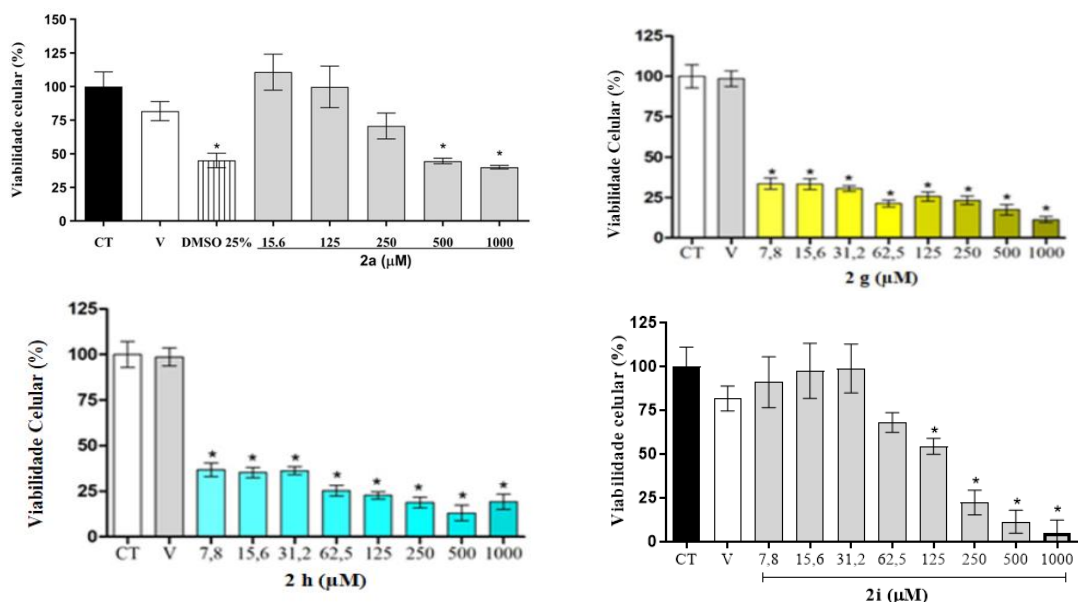 Viabilidade celular (%)
150
125
100
75
50
25
0
*
*
*
CT V DMSO 25% 15.6 125 250 500 1000
2a (μM)
Viabilidade Celular (%)
125
100
75
50
25
0
* * * * * * * *
CT V 7,8 15,6 31,2 62,5 125 250 500 1000
2 g (μM)
Viabilidade Celular (%)
125
100
75
50
25
0
* * * * * * * *
CT V 7,8 15,6 31,2 62,5 125 250 500 1000
2 h (μM)
Viabilidade celular (%)
125
100
75
50
25
0
* * * *
CT V 7,8 15,6 31,2 62,5 125 250 500 1000
2i (μM)